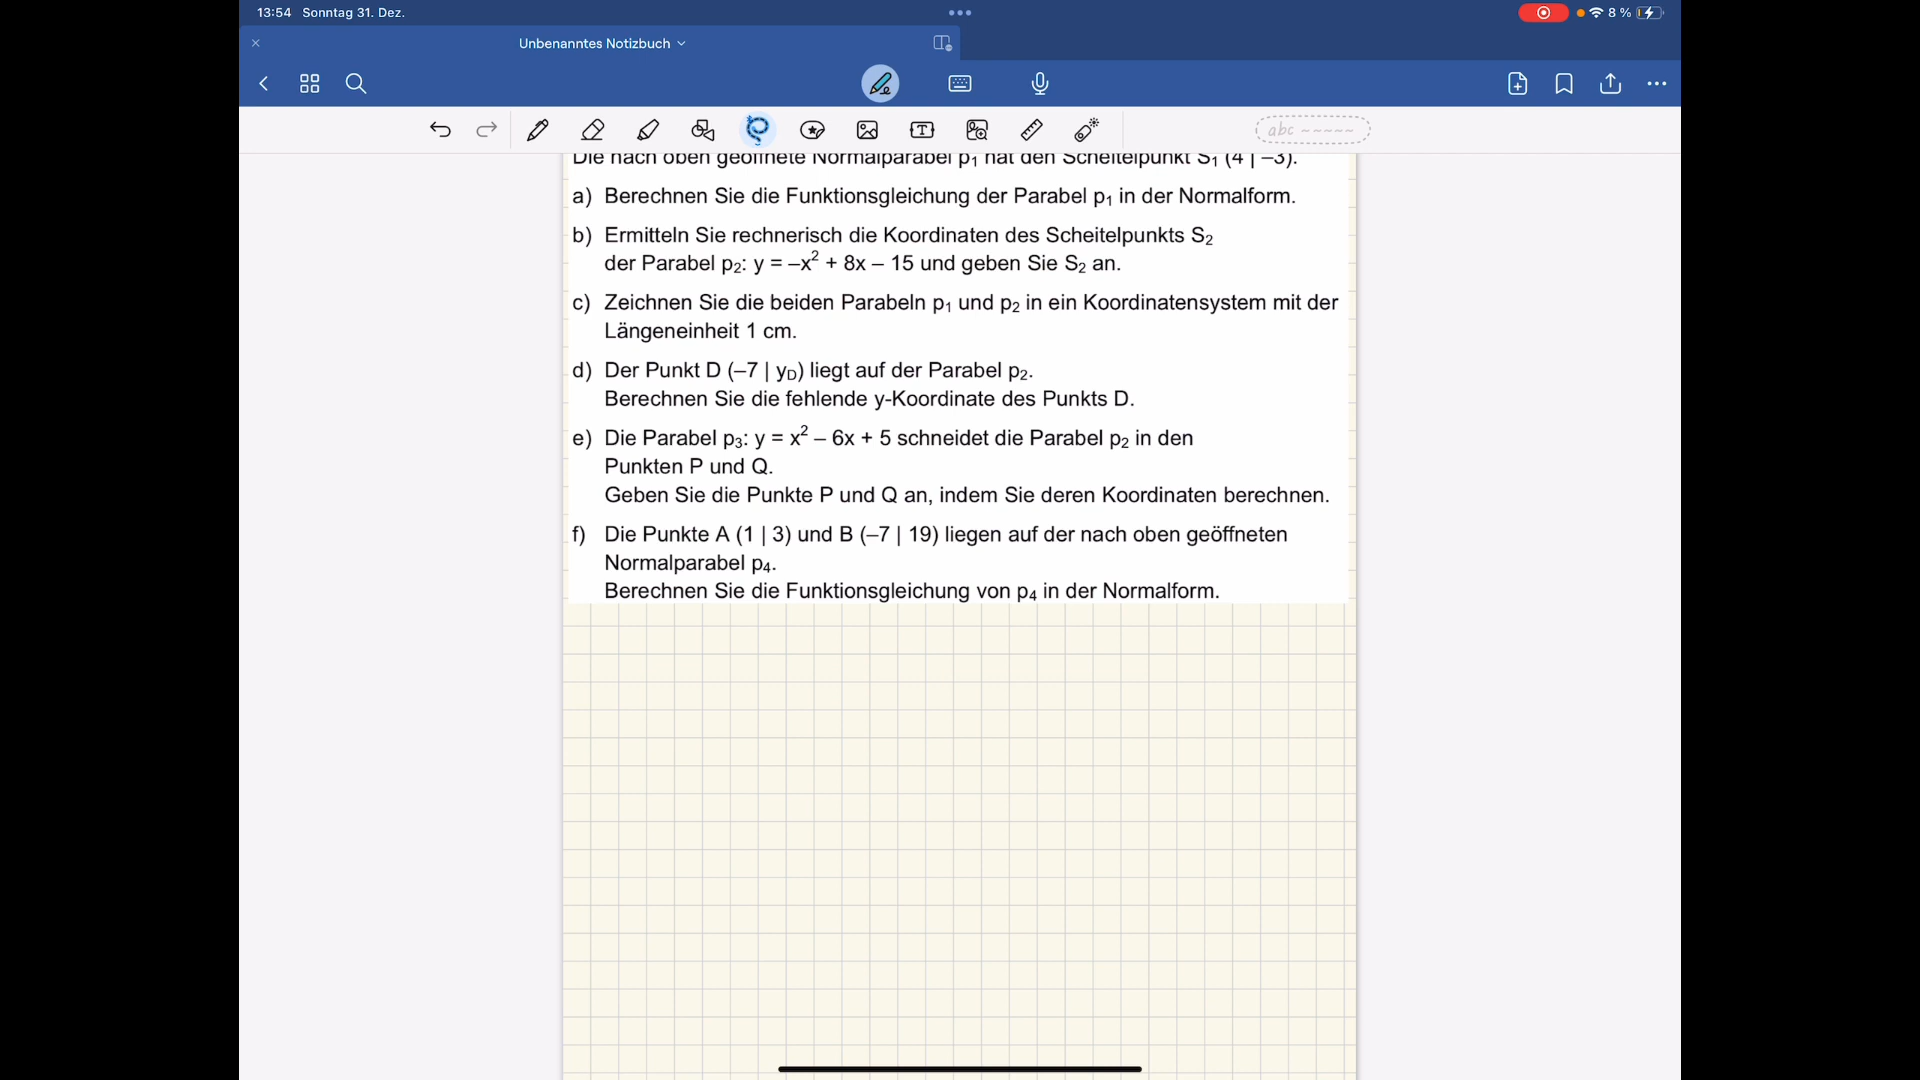 13:54 Sonntag 31. Dez.
8 %
Unbenanntes Notizbuch
abc
Die nach oben geöffnete Normalparabel p₁ hat den Scheitelpunkt S₁ (4 | –3).
a) Berechnen Sie die Funktionsgleichung der Parabel p₁ in der Normalform.
b) Ermitteln Sie rechnerisch die Koordinaten des Scheitelpunkts S₂
der Parabel p₂: y = –x² + 8x – 15 und geben Sie S₂ an.
c) Zeichnen Sie die beiden Parabeln p₁ und p₂ in ein Koordinatensystem mit der
Längeneinheit 1 cm.
d) Der Punkt D (–7 | y_D) liegt auf der Parabel p₂.
Berechnen Sie die fehlende y-Koordinate des Punkts D.
e) Die Parabel p₃: y = x² – 6x + 5 schneidet die Parabel p₂ in den
Punkten P und Q.
Geben Sie die Punkte P und Q an, indem Sie deren Koordinaten berechnen.
f) Die Punkte A (1 | 3) und B (–7 | 19) liegen auf der nach oben geöffneten
Normalparabel p₄.
Berechnen Sie die Funktionsgleichung von p₄ in der Normalform.